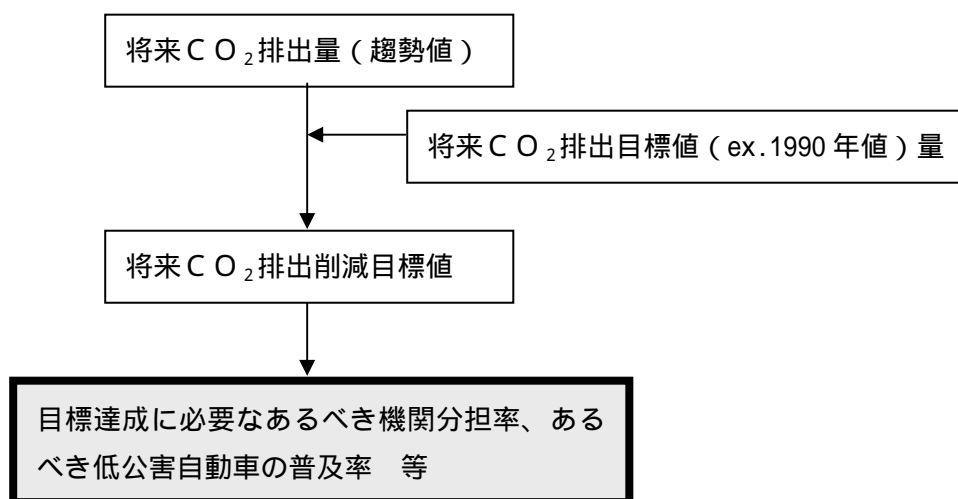 将来ＣＯ₂排出量（趨勢値）
将来ＣＯ₂排出目標値（ex.1990 年値）量
将来ＣＯ₂排出削減目標値
目標達成に必要なあるべき機関分担率、ある
べき低公害自動車の普及率　等